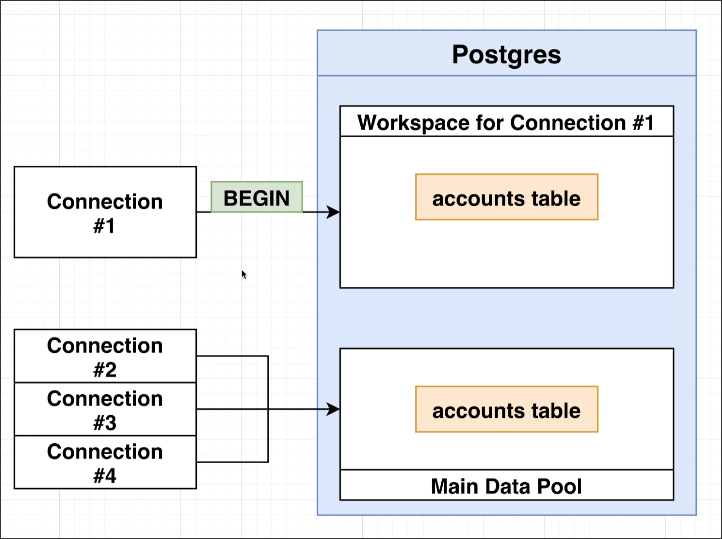 Postgres
Workspace for Connection #1
accounts table
BEGIN
Connection
#1
Connection
#2
Connection
#3
Connection
#4
accounts table
Main Data Pool